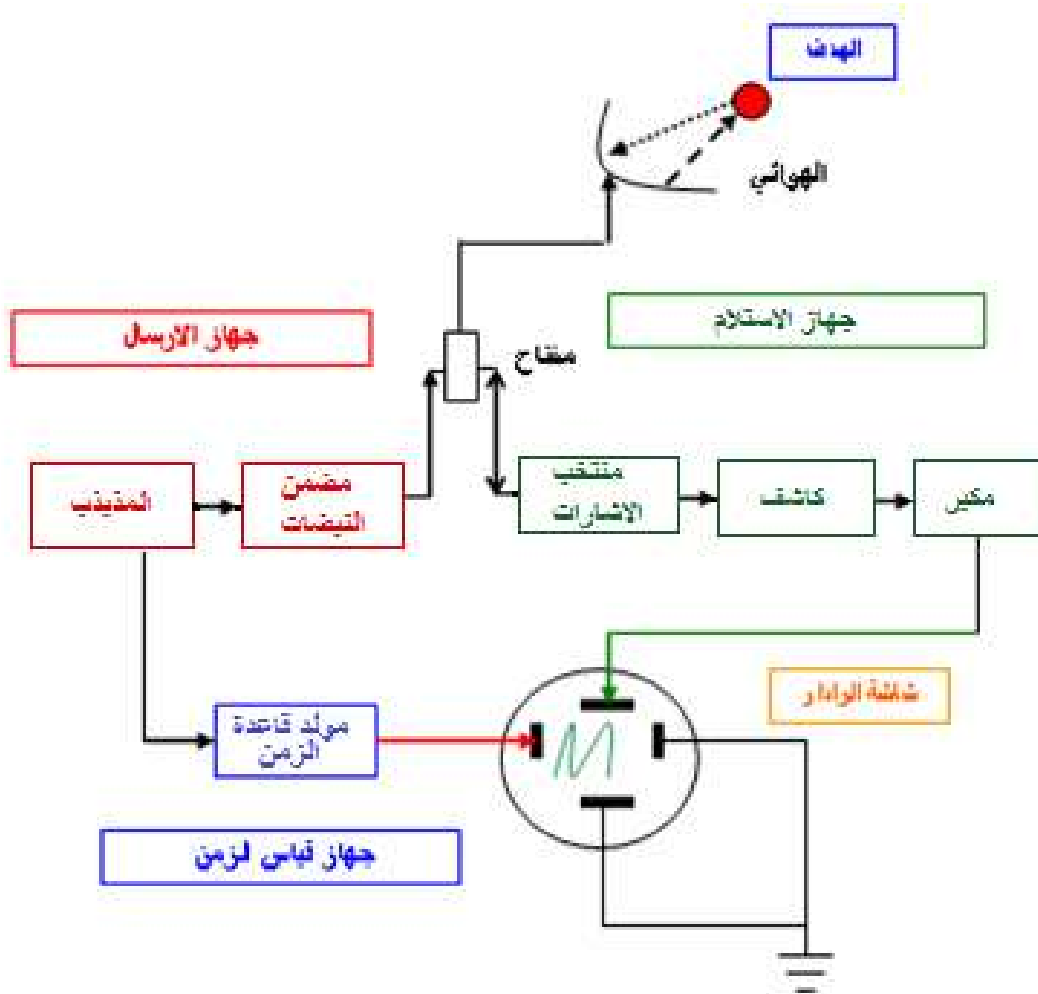 الهدف
الهوائي
جهاز الارسال
جهاز الاستلام
مفتاح
المذبذب
مضمن
النبضات
منتخب
الاشارات
كاشف
مكبر
شاشة الرادار
مولد قاعدة
الزمن
جهاز قياس الزمن